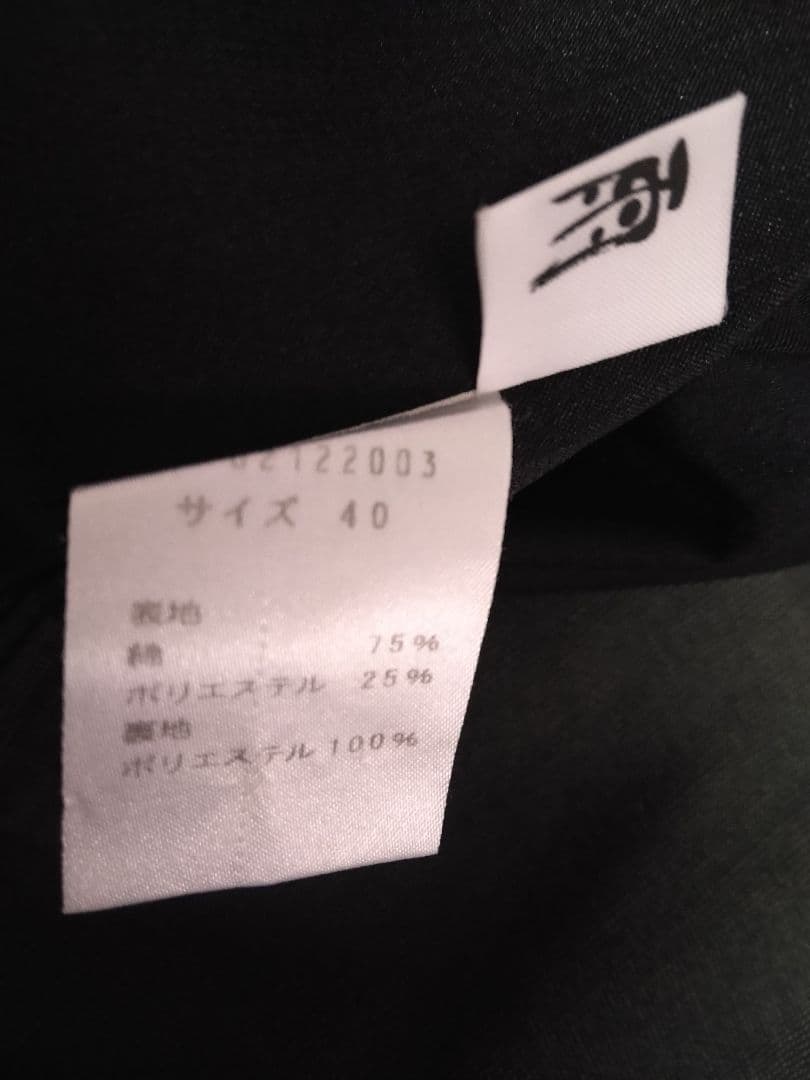 62122003
サイズ 40
表地
綿 75%
ポリエステル 25%
裏地
ポリエステル 100%